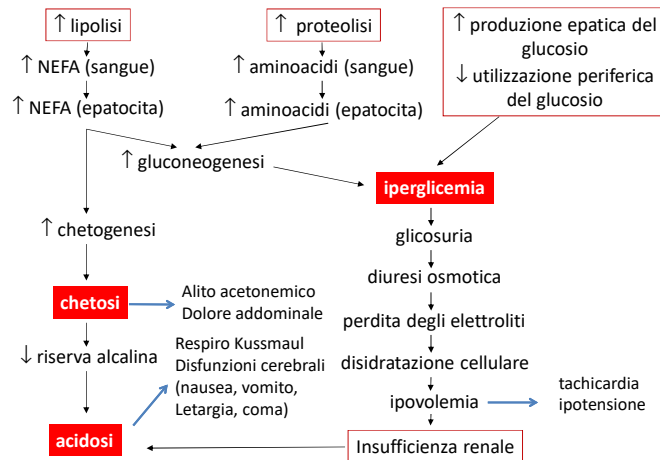 ↑ lipolisi
↑ NEFA (sangue)
↑ NEFA (epatocita)
↑ proteolisi
↑ aminoacidi (sangue)
↑ aminoacidi (epatocita)
↑ produzione epatica del
glucosio
↓ utilizzazione periferica
del glucosio
↑ gluconeogenesi
iperglicemia
↑ chetogenesi
glicosuria
diuresi osmotica
chetosi
Alito acetonemico
Dolore addominale
perdita degli elettroliti
↓ riserva alcalina
Respiro Kussmaul
Disfunzioni cerebrali
(nausea, vomito,
Letargia, coma)
disidratazione cellulare
ipovolemia
tachicardia
ipotensione
acidosi
Insufficienza renale